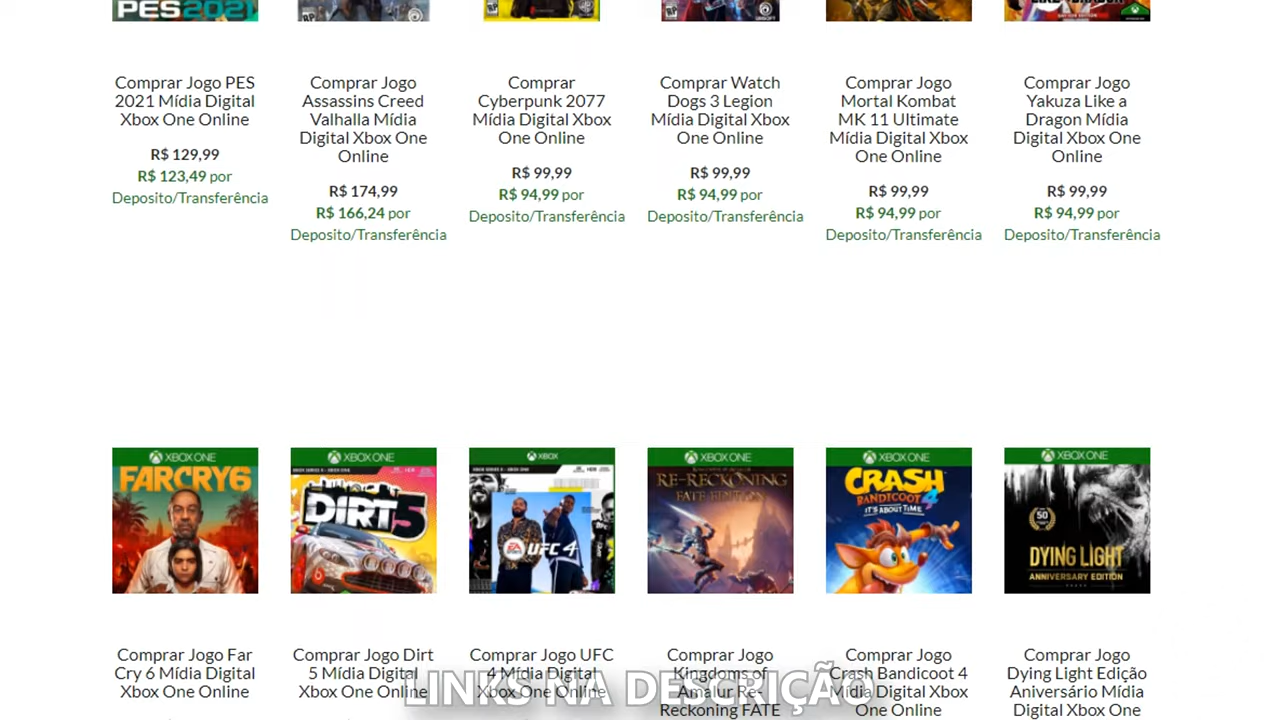 PES2021
Comprar Jogo PES
2021 Mídia Digital
Xbox One Online
R$ 129,99
R$ 123,49 por
Deposito/Transferência
Comprar Jogo
Assassins Creed
Valhalla Mídia
Digital Xbox One
Online
R$ 174,99
R$ 166,24 por
Deposito/Transferência
Comprar
Cyberpunk 2077
Mídia Digital Xbox
One Online
R$ 99,99
R$ 94,99 por
Deposito/Transferência
Comprar Watch
Dogs 3 Legion
Mídia Digital Xbox
One Online
R$ 99,99
R$ 94,99 por
Deposito/Transferência
Comprar Jogo
Mortal Kombat
MK 11 Ultimate
Mídia Digital Xbox
One Online
R$ 99,99
R$ 94,99 por
Deposito/Transferência
Comprar Jogo
Yakuza Like a
Dragon Mídia
Digital Xbox One
Online
R$ 99,99
R$ 94,99 por
Deposito/Transferência
XBOX ONE
FARCRY6
Comprar Jogo Far
Cry 6 Mídia Digital
Xbox One Online
XBOX ONE
DIRT5
Comprar Jogo Dirt
5 Mídia Digital
Xbox One Online
XBOX
UFC 4
Comprar Jogo UFC
4 Mídia Digital
Xbox One Online
XBOX ONE
RE-RECKONING
FATE EDITION
Comprar Jogo
Kingdoms of
Amalur Re-
Reckoning FATE
XBOX ONE
CRASH
BANDICOOT 4
IT'S ABOUT TIME
Comprar Jogo
Crash Bandicoot 4
Mídia Digital Xbox
One Online
XBOX ONE
50
DYING LIGHT
ANNIVERSARY EDITION
Comprar Jogo
Dying Light Edição
Aniversário Mídia
Digital Xbox One
LINKS NA DESCRIÇÃO